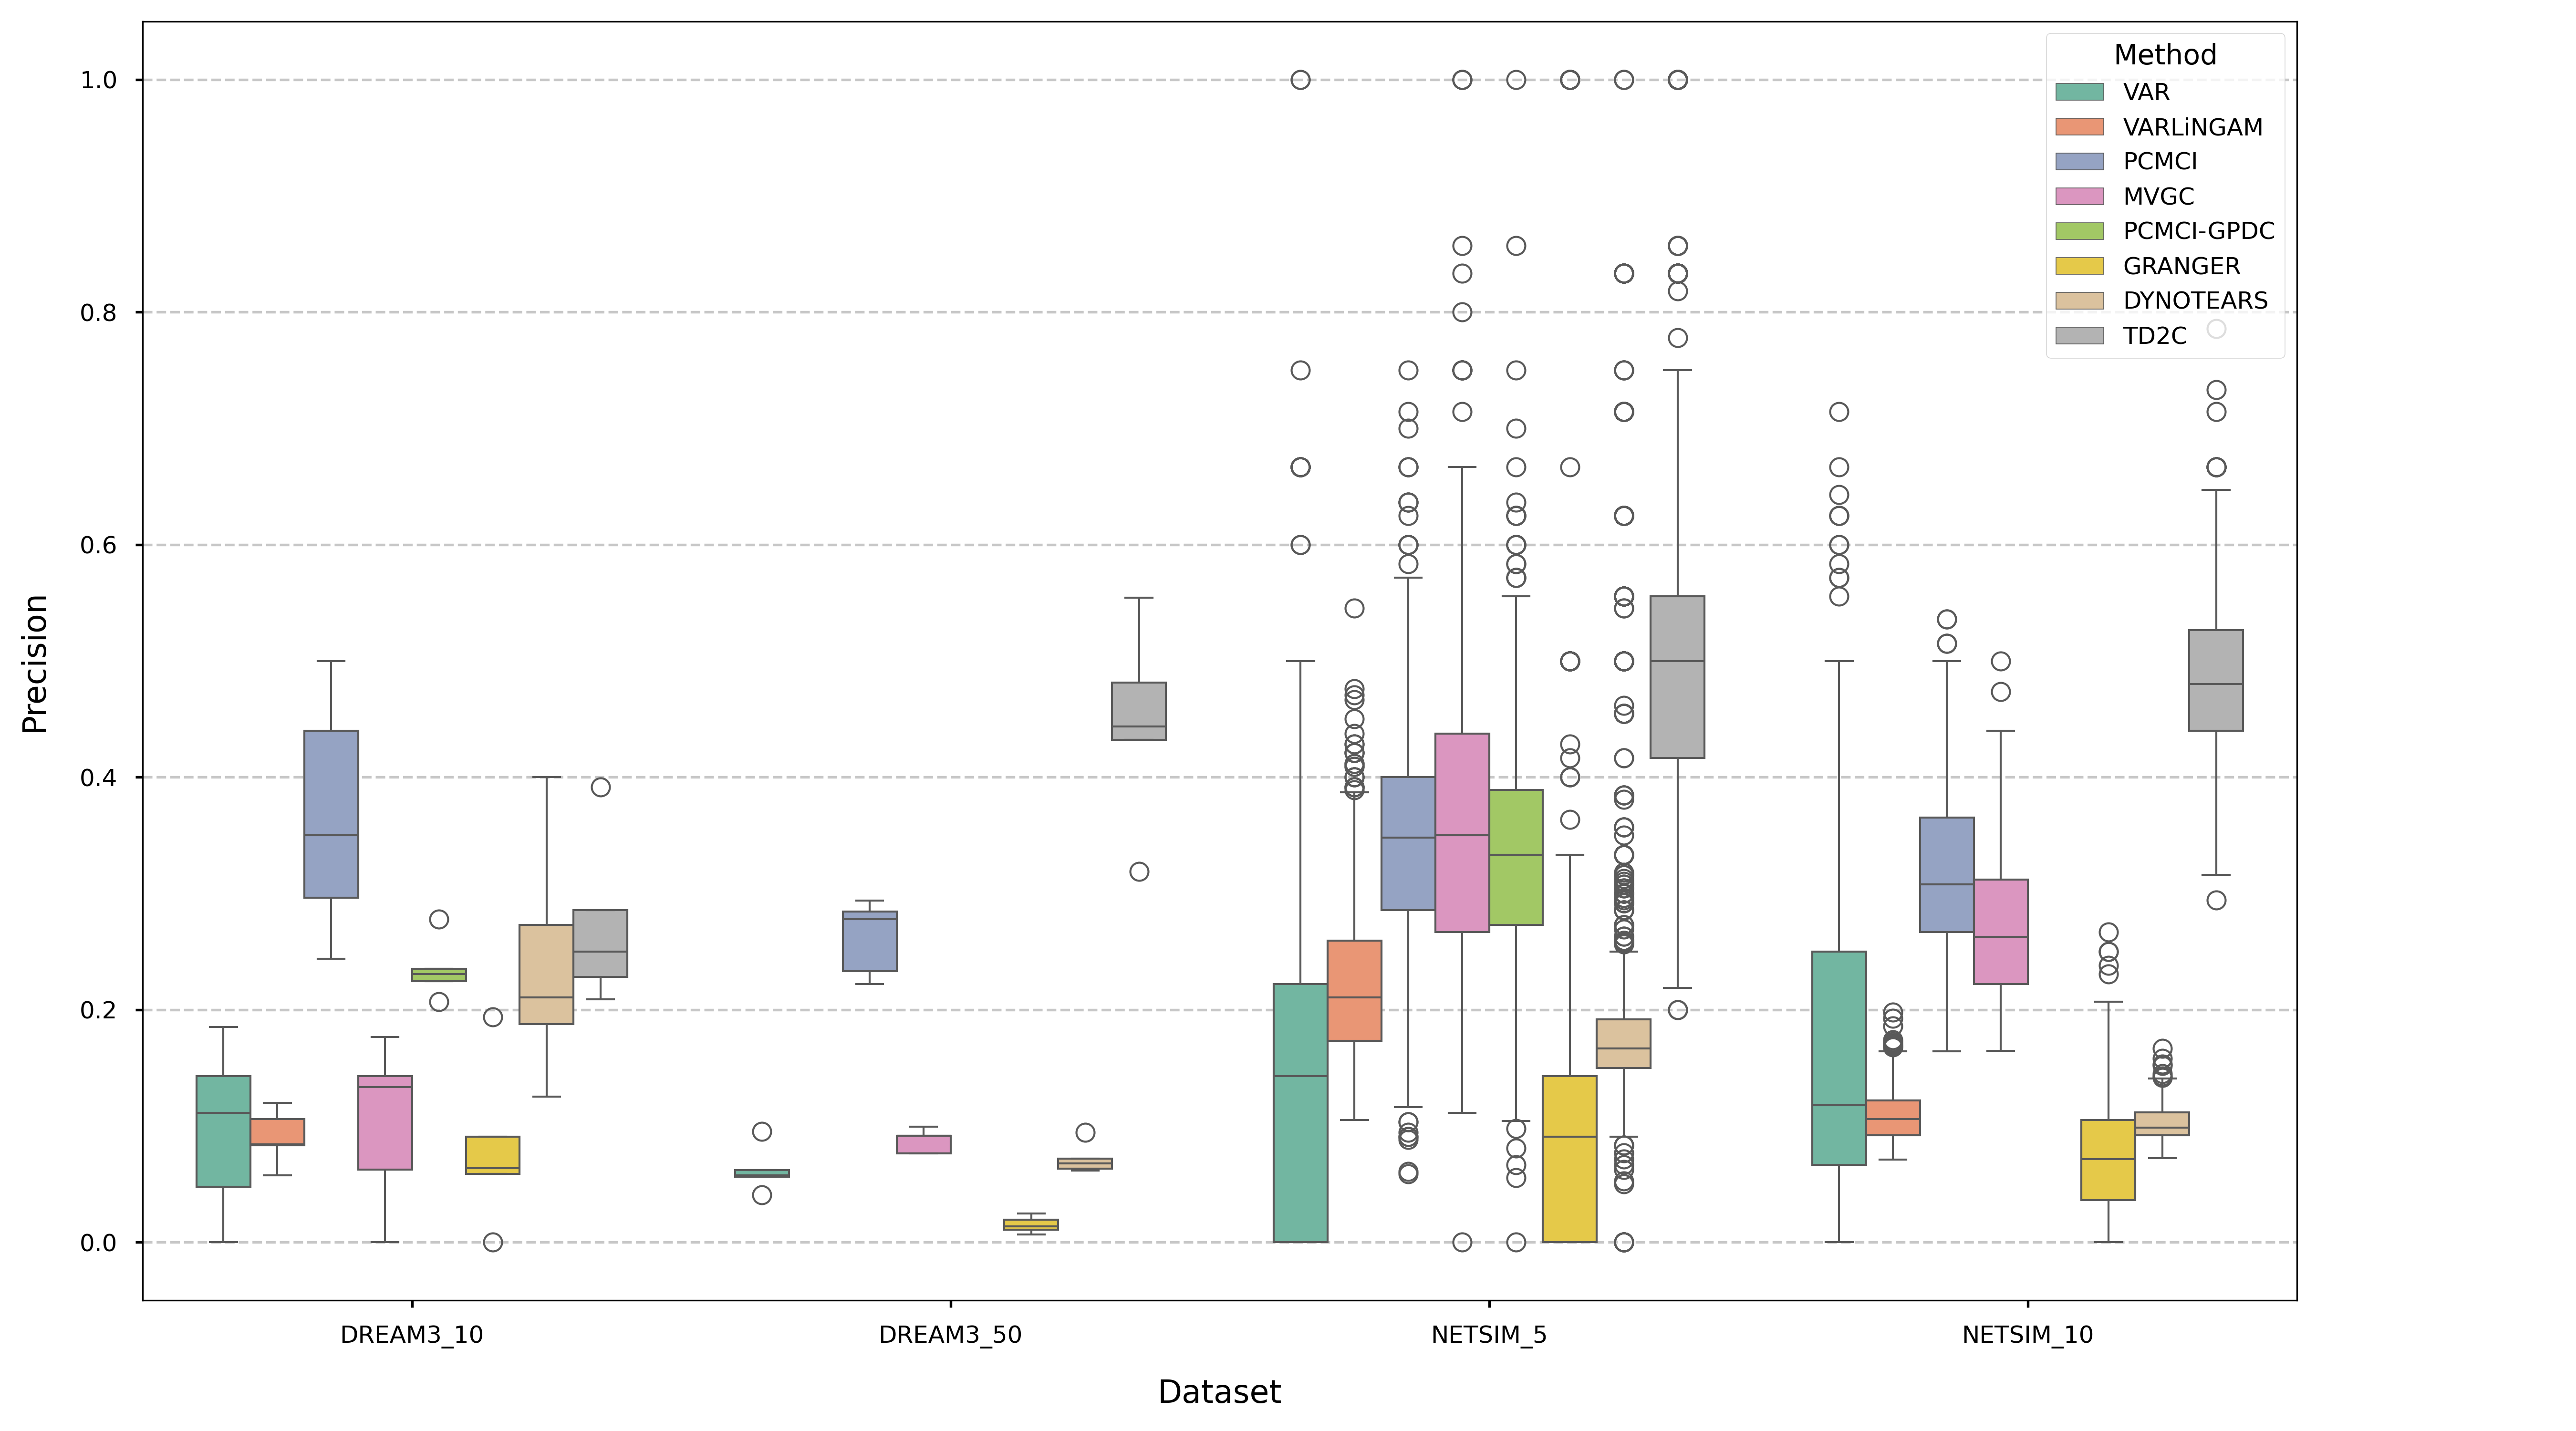 Method
VAR
VARLiNGAM
PCMCI
MVGC
PCMCI-GPDC
GRANGER
DYNOTEARS
TD2C
Precision
1.0
0.8
0.6
0.4
0.2
0.0
DREAM3_10
DREAM3_50
NETSIM_5
NETSIM_10
Dataset